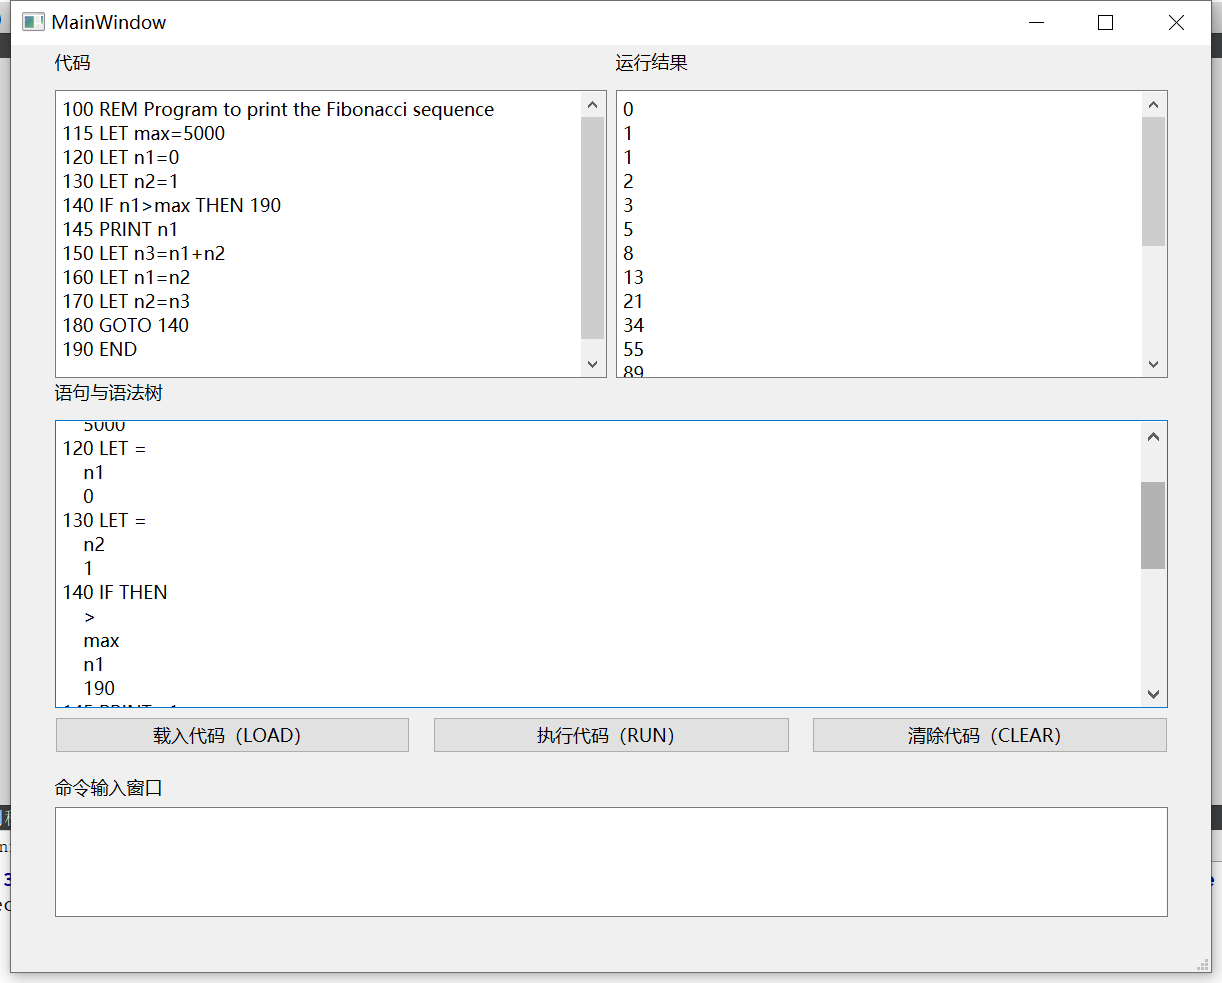 MainWindow
代码
100 REM Program to print the Fibonacci sequence
115 LET max=5000
120 LET n1=0
130 LET n2=1
140 IF n1>max THEN 190
145 PRINT n1
150 LET n3=n1+n2
160 LET n1=n2
170 LET n2=n3
180 GOTO 140
190 END
运行结果
0
1
1
2
3
5
8
13
21
34
55
89
语句与语法树
5000
120 LET =
n1
0
130 LET =
n2
1
140 IF THEN
>
max
n1
190
145 PRINT n1
载入代码（LOAD）
执行代码（RUN）
清除代码（CLEAR）
命令输入窗口